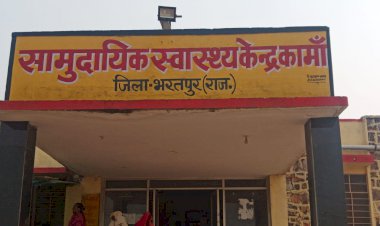 सामुदायिक स्वास्थ्य केन्द्र कामाँ
जिला-भरतपुर (राज.)